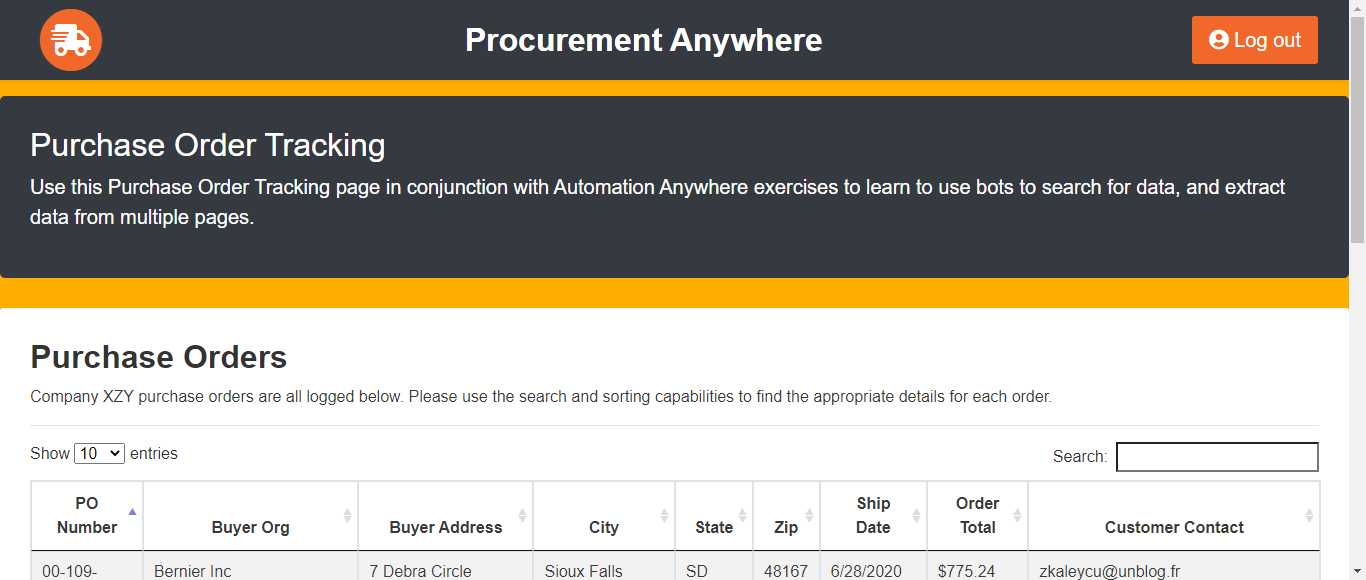 Procurement Anywhere
Log out
Purchase Order Tracking
Use this Purchase Order Tracking page in conjunction with Automation Anywhere exercises to learn to use bots to search for data, and extract
data from multiple pages.
Purchase Orders
Company XZY purchase orders are all logged below. Please use the search and sorting capabilities to find the appropriate details for each order.
Show 10 entries
Search:
PO Number Buyer Org Buyer Address City State Zip Ship Date Order Total Customer Contact
00-109- Bernier Inc 7 Debra Circle Sioux Falls SD 48167 6/28/2020 $775.24 zkaleycu@unblog.fr